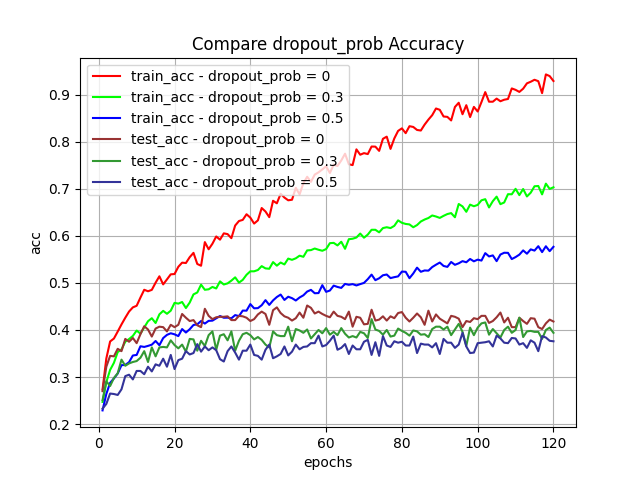 Compare dropout_prob Accuracy
train_acc - dropout_prob = 0
train_acc - dropout_prob = 0.3
train_acc - dropout_prob = 0.5
test_acc - dropout_prob = 0
test_acc - dropout_prob = 0.3
test_acc - dropout_prob = 0.5
acc
0.9
0.8
0.7
0.6
0.5
0.4
0.3
0.2
0 20 40 60 80 100 120
epochs